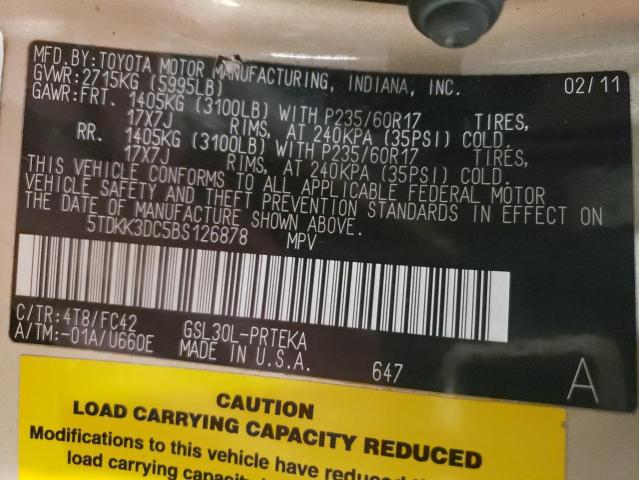 MFD. BY: TOYOTA MOTOR MANUFACTURING, INDIANA, INC. 02/11
GVWR: 2715KG (5995LB)
GAWR: FRT. 1405KG (3100LB) WITH P235/60R17 TIRES,
17X7J RIMS, AT 240KPA (35PSI) COLD.
RR. 1405KG (3100LB) WITH P235/60R17 TIRES,
17X7J RIMS, AT 240KPA (35PSI) COLD.
THIS VEHICLE CONFORMS TO ALL APPLICABLE FEDERAL MOTOR
VEHICLE SAFETY AND THEFT PREVENTION STANDARDS IN EFFECT ON
THE DATE OF MANUFACTURE SHOWN ABOVE.
5TDKK3DC5BS126878 MPV
C/TR: 4T8/FC42 GSL30L-PRTEKA
A/TM: -01A/U660E MADE IN U.S.A. 647 A
CAUTION
LOAD CARRYING CAPACITY REDUCED
Modifications to this vehicle have reduced
load carrying capacity